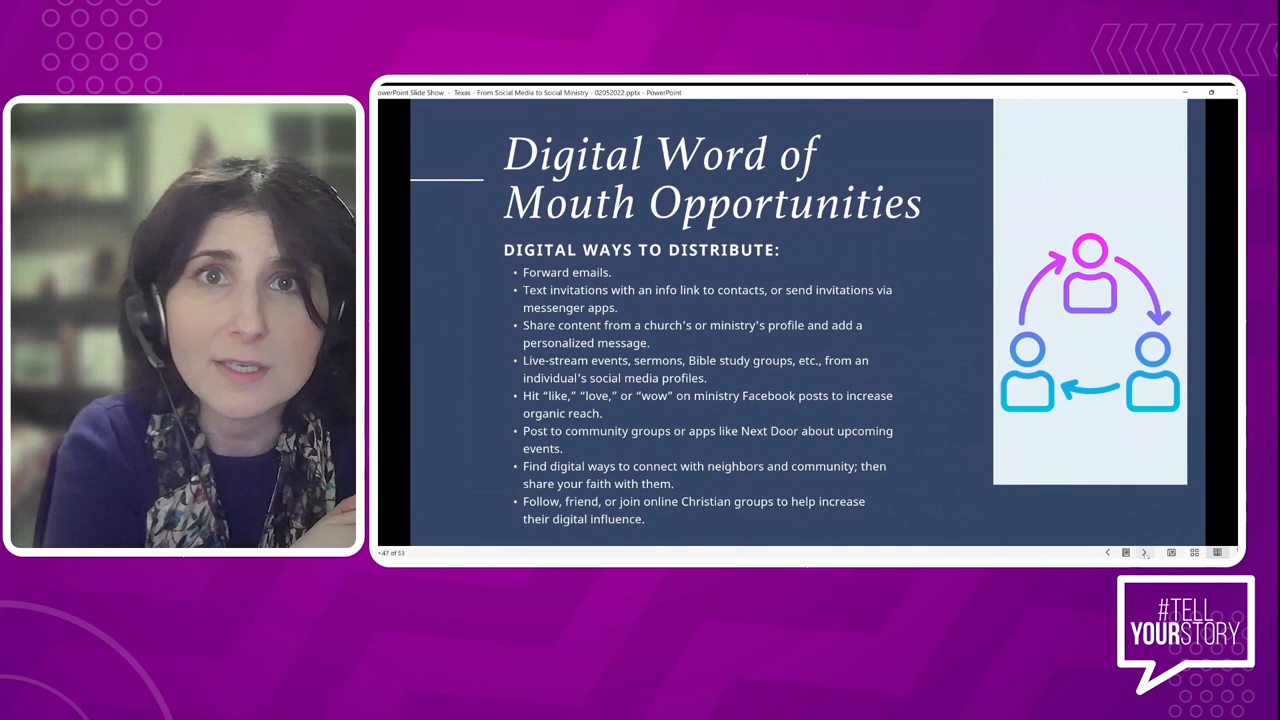 owerPoint Slide Show - Texas - From Social Media to Social Ministry - 02052022.pptx - PowerPoint
Digital Word of
Mouth Opportunities
DIGITAL WAYS TO DISTRIBUTE:
• Forward emails.
• Text invitations with an info link to contacts, or send invitations via
messenger apps.
• Share content from a church's or ministry's profile and add a
personalized message.
• Live-stream events, sermons, Bible study groups, etc., from an
individual's social media profiles.
• Hit “like,” “love,” or “wow” on ministry Facebook posts to increase
organic reach.
• Post to community groups or apps like Next Door about upcoming
events.
• Find digital ways to connect with neighbors and community; then
share your faith with them.
• Follow, friend, or join online Christian groups to help increase
their digital influence.
47 of 53
#TELL
YOURSTORY